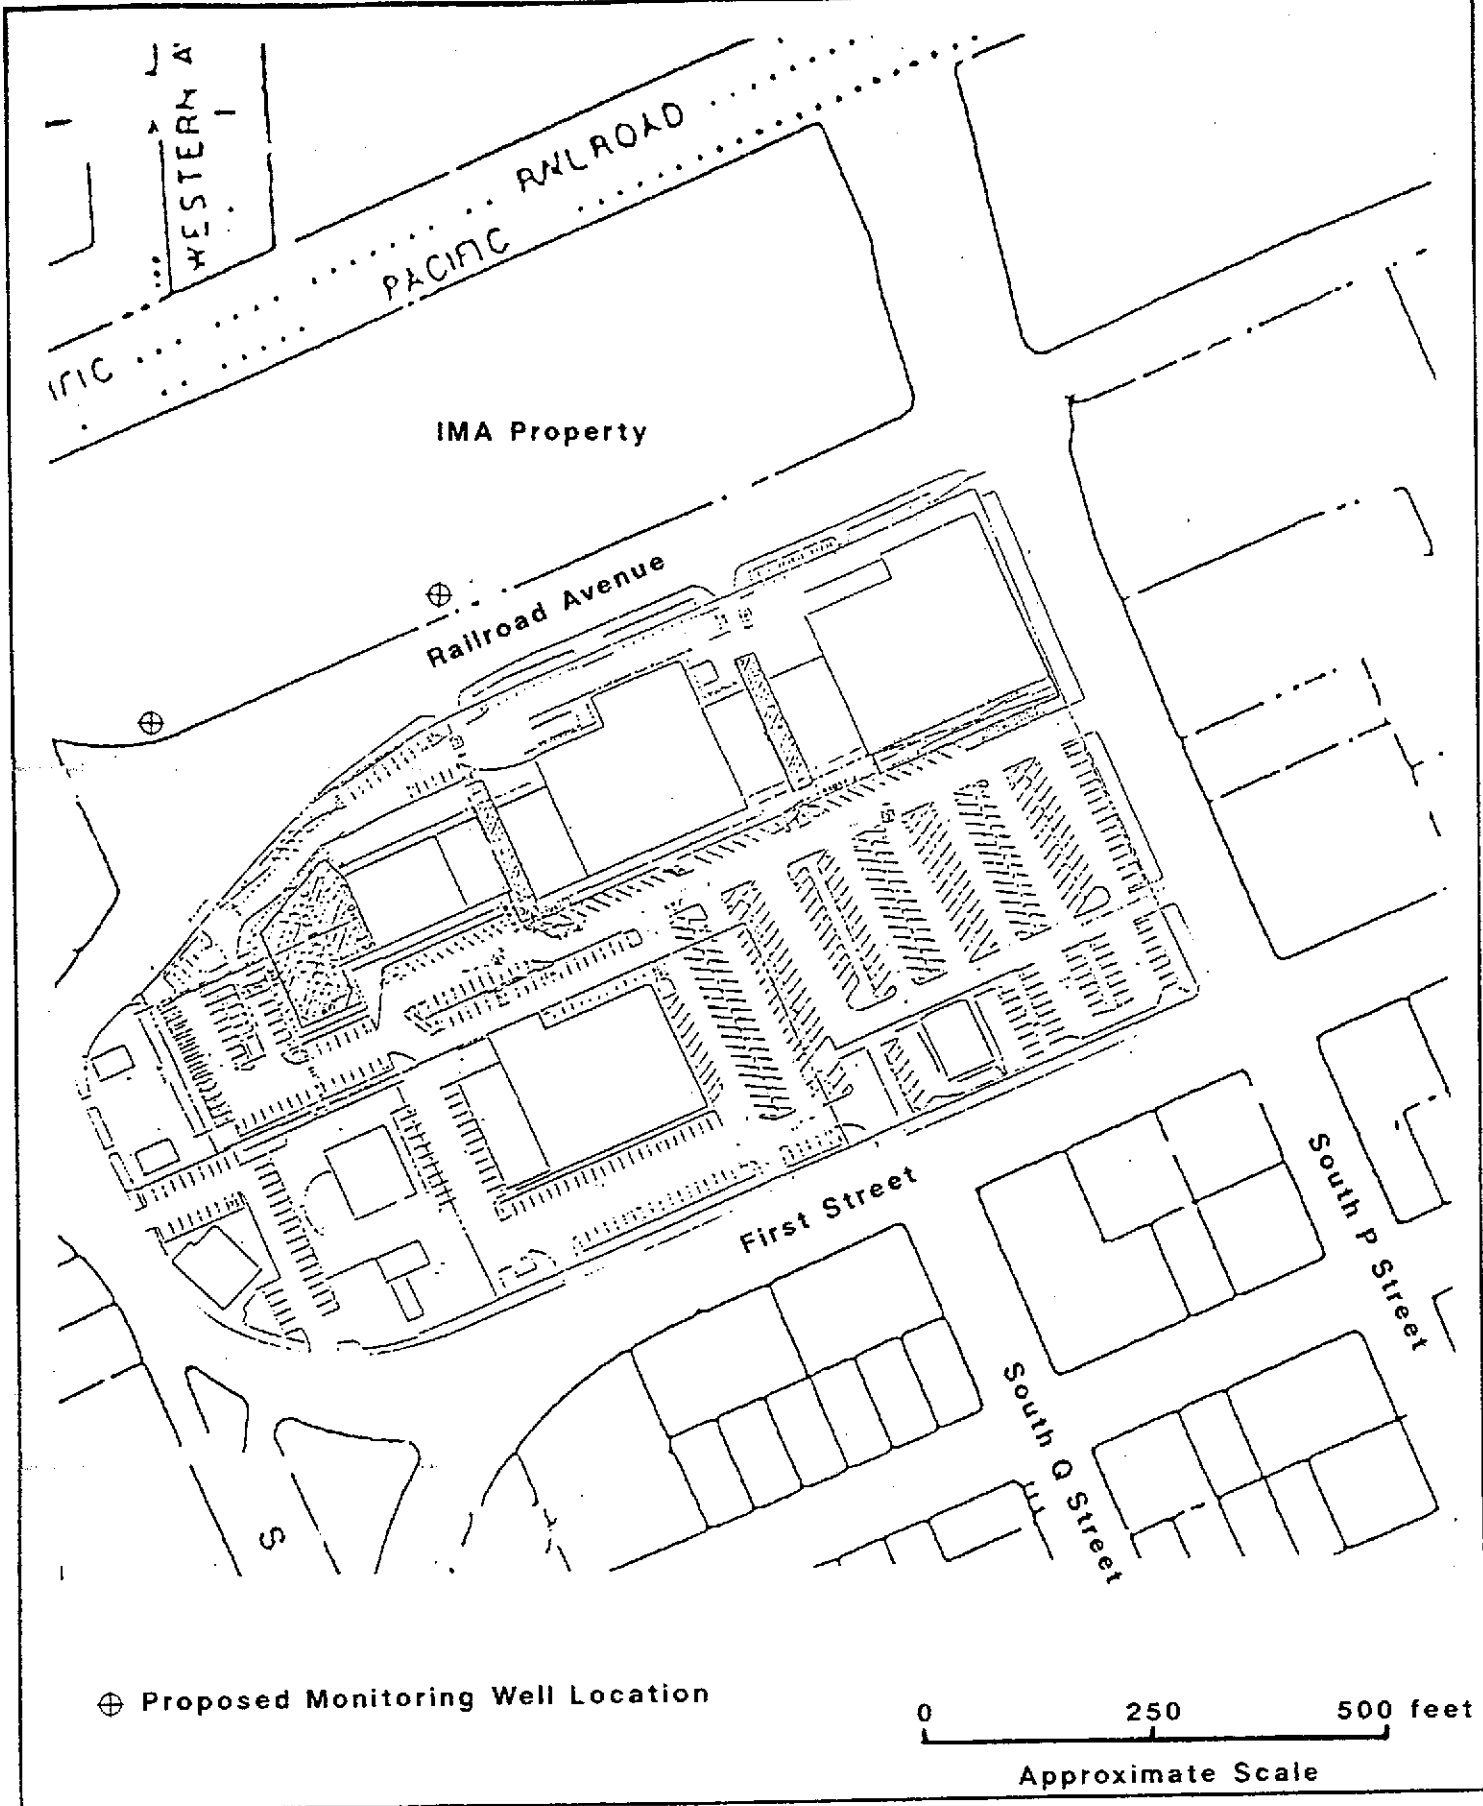 WESTERN A
RAILROAD
PACIFIC
IFIC
IMA Property
Railroad Avenue
First Street
South P Street
South Q Street
S
⊕ Proposed Monitoring Well Location
0 250 500 feet
Approximate Scale